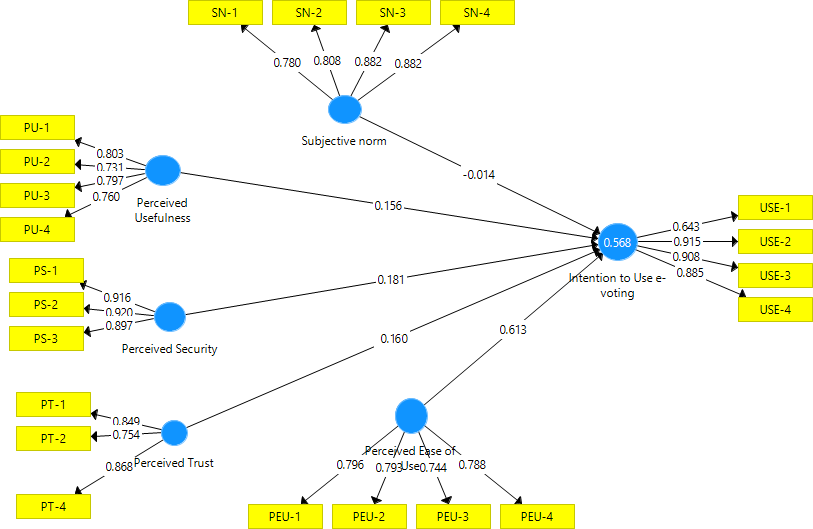 SN-1
SN-2
SN-3
SN-4
0.780
0.808
0.882
0.882
Subjective norm
PU-1
PU-2
PU-3
PU-4
0.803
0.731
0.797
0.760
Perceived
Usefulness
-0.014
0.156
PS-1
PS-2
PS-3
0.916
0.920
0.897
Perceived Security
0.181
0.568
Intention to Use e-
voting
0.643
0.915
0.908
0.885
USE-1
USE-2
USE-3
USE-4
0.160
0.613
PT-1
PT-2
PT-4
0.849
0.754
0.868
Perceived Trust
Perceived Ease of
Use
0.796
0.793
0.744
0.788
PEU-1
PEU-2
PEU-3
PEU-4